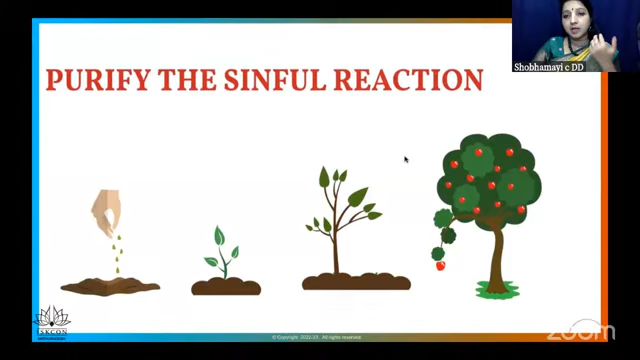 Shobhamayi c DD
PURIFY THE SINFUL REACTION
ISKCON
©Copyright 2022/23. All rights reserved.
zoom